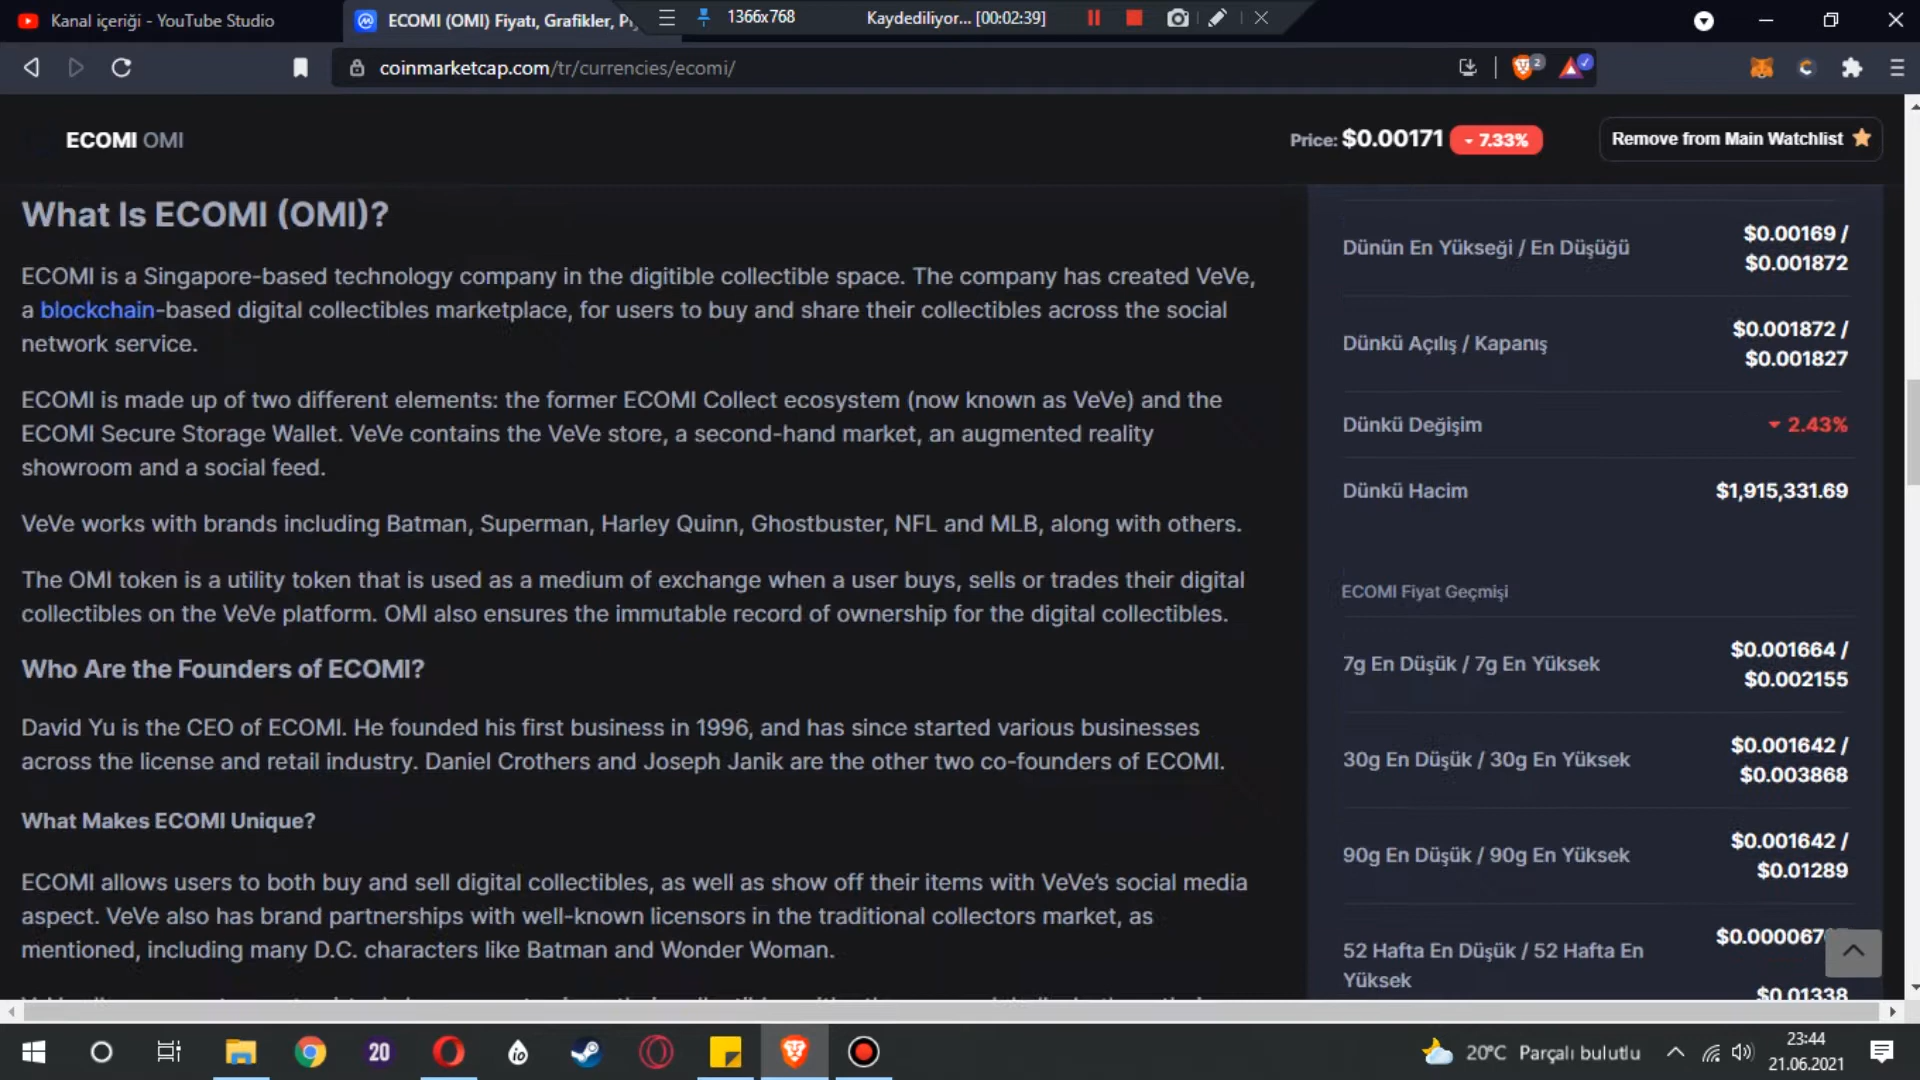 Kanal içeriği - YouTube Studio
ECOMI (OMI) Fiyatı, Grafikler, Pi
1366x768
Kaydediliyor... [00:02:39]
coinmarketcap.com/tr/currencies/ecomi/
2
ECOMI OMI
Price: $0.00171
7.33%
Remove from Main Watchlist
What Is ECOMI (OMI)?
ECOMI is a Singapore-based technology company in the digitible collectible space. The company has created VeVe,
a blockchain-based digital collectibles marketplace, for users to buy and share their collectibles across the social
network service.
ECOMI is made up of two different elements: the former ECOMI Collect ecosystem (now known as VeVe) and the
ECOMI Secure Storage Wallet. VeVe contains the VeVe store, a second-hand market, an augmented reality
showroom and a social feed.
VeVe works with brands including Batman, Superman, Harley Quinn, Ghostbuster, NFL and MLB, along with others.
The OMI token is a utility token that is used as a medium of exchange when a user buys, sells or trades their digital
collectibles on the VeVe platform. OMI also ensures the immutable record of ownership for the digital collectibles.
Who Are the Founders of ECOMI?
David Yu is the CEO of ECOMI. He founded his first business in 1996, and has since started various businesses
across the license and retail industry. Daniel Crothers and Joseph Janik are the other two co-founders of ECOMI.
What Makes ECOMI Unique?
ECOMI allows users to both buy and sell digital collectibles, as well as show off their items with VeVe's social media
aspect. VeVe also has brand partnerships with well-known licensors in the traditional collectors market, as
mentioned, including many D.C. characters like Batman and Wonder Woman.
Dünün En Yükseği / En Düşüğü
$0.00169 /
$0.001872
Dünkü Açılış / Kapanış
$0.001872 /
$0.001827
Dünkü Değişim
2.43%
Dünkü Hacim
$1,915,331.69
ECOMI Fiyat Geçmişi
7g En Düşük / 7g En Yüksek
$0.001664 /
$0.002155
30g En Düşük / 30g En Yüksek
$0.001642 /
$0.003868
90g En Düşük / 90g En Yüksek
$0.001642 /
$0.01289
52 Hafta En Düşük / 52 Hafta En
Yüksek
$0.01338
20
io
20°C Parçalı bulutlu
23:44
21.06.2021